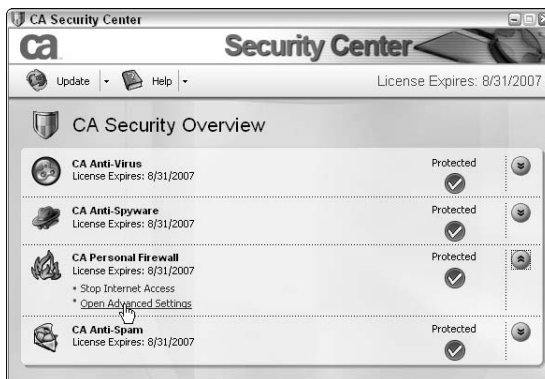 CA Security Center
ca Security Center
Update Help License Expires: 8/31/2007
CA Security Overview
CA Anti-Virus Protected
License Expires: 8/31/2007
CA Anti-Spyware Protected
License Expires: 8/31/2007
CA Personal Firewall Protected
License Expires: 8/31/2007
• Stop Internet Access
• Open Advanced Settings
CA Anti-Spam Protected
License Expires: 8/31/2007